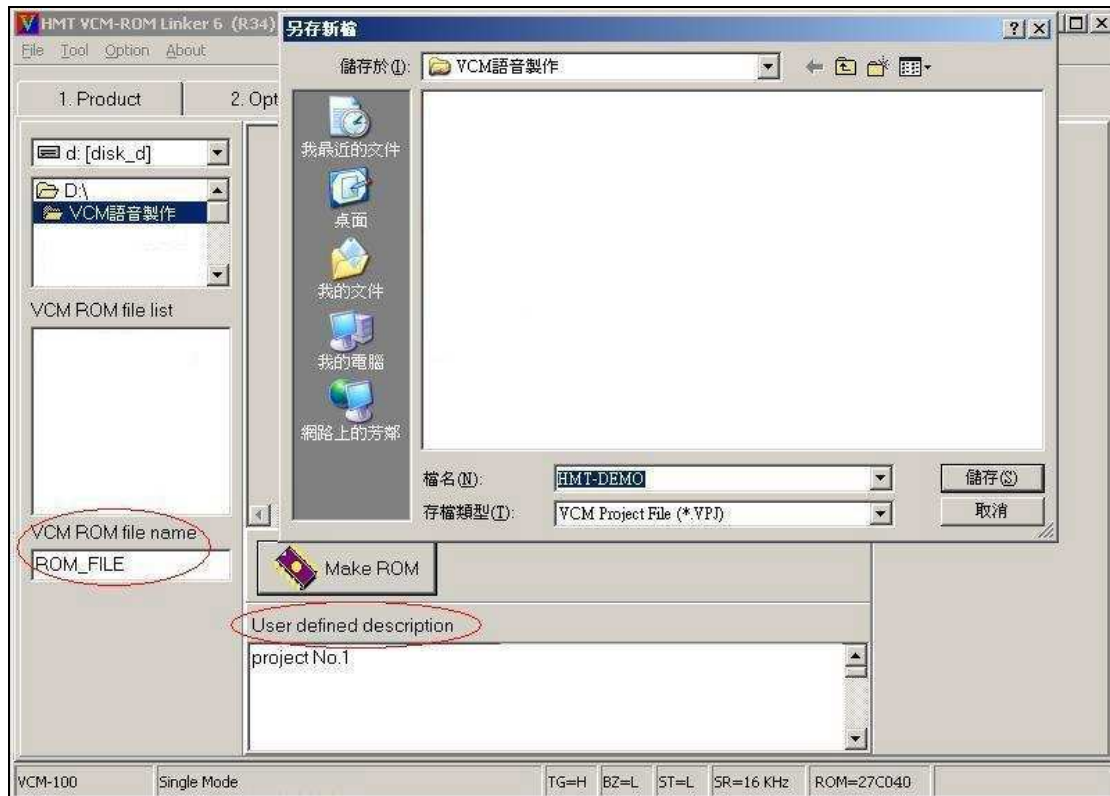 HMT VCM-ROM Linker 6 (R34)
File Tool Option About
1. Product
2. Opt
d: [disk_d]
D:\
VCM語音製作
VCM ROM file list
VCM ROM file name
ROM_FILE
另存新檔
儲存於(I):
VCM語音製作
我最近的文件
桌面
我的文件
我的電腦
網路上的芳鄰
檔名(N):
HMT-DEMO
儲存(S)
存檔類型(T):
VCM Project File (*.VPJ)
取消
Make ROM
User defined description
project No.1
VCM-100
Single Mode
TG=H
BZ=L
ST=L
SR=16 KHz
ROM=27C040